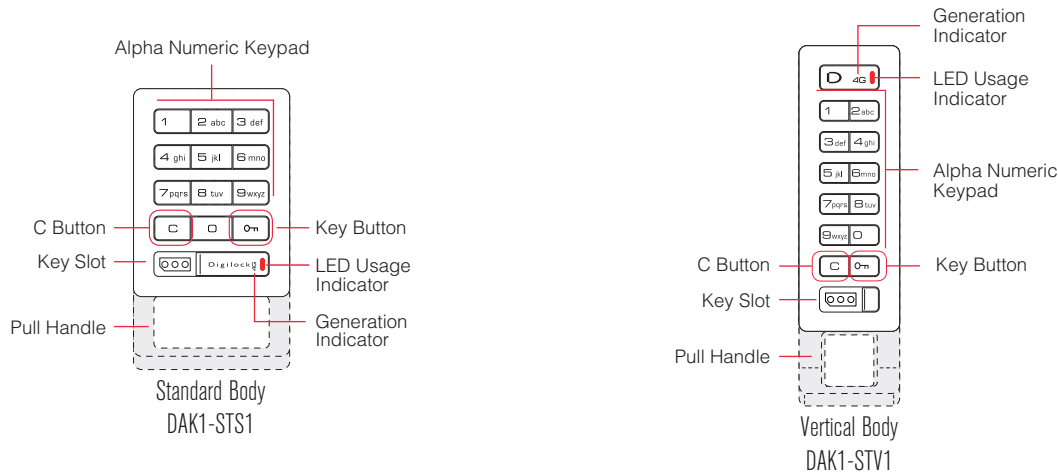 Alpha Numeric Keypad
1 2 abc 3 def
4 ghi 5 jkl 6 mno
7 pqrs 8 tuv 9 wxyz
C Button
C 0
Key Button
Key Slot
Digilock
LED Usage
Indicator
Generation
Indicator
Pull Handle
Standard Body
DAK1-STS1
Generation
Indicator
D 4G
LED Usage
Indicator
1 2 abc
3 def 4 ghi
5 jkl 6 mno
7 pqrs 8 tuv
9 wxyz 0
Alpha Numeric
Keypad
C Button
C
Key Button
Key Slot
Pull Handle
Vertical Body
DAK1-STV1